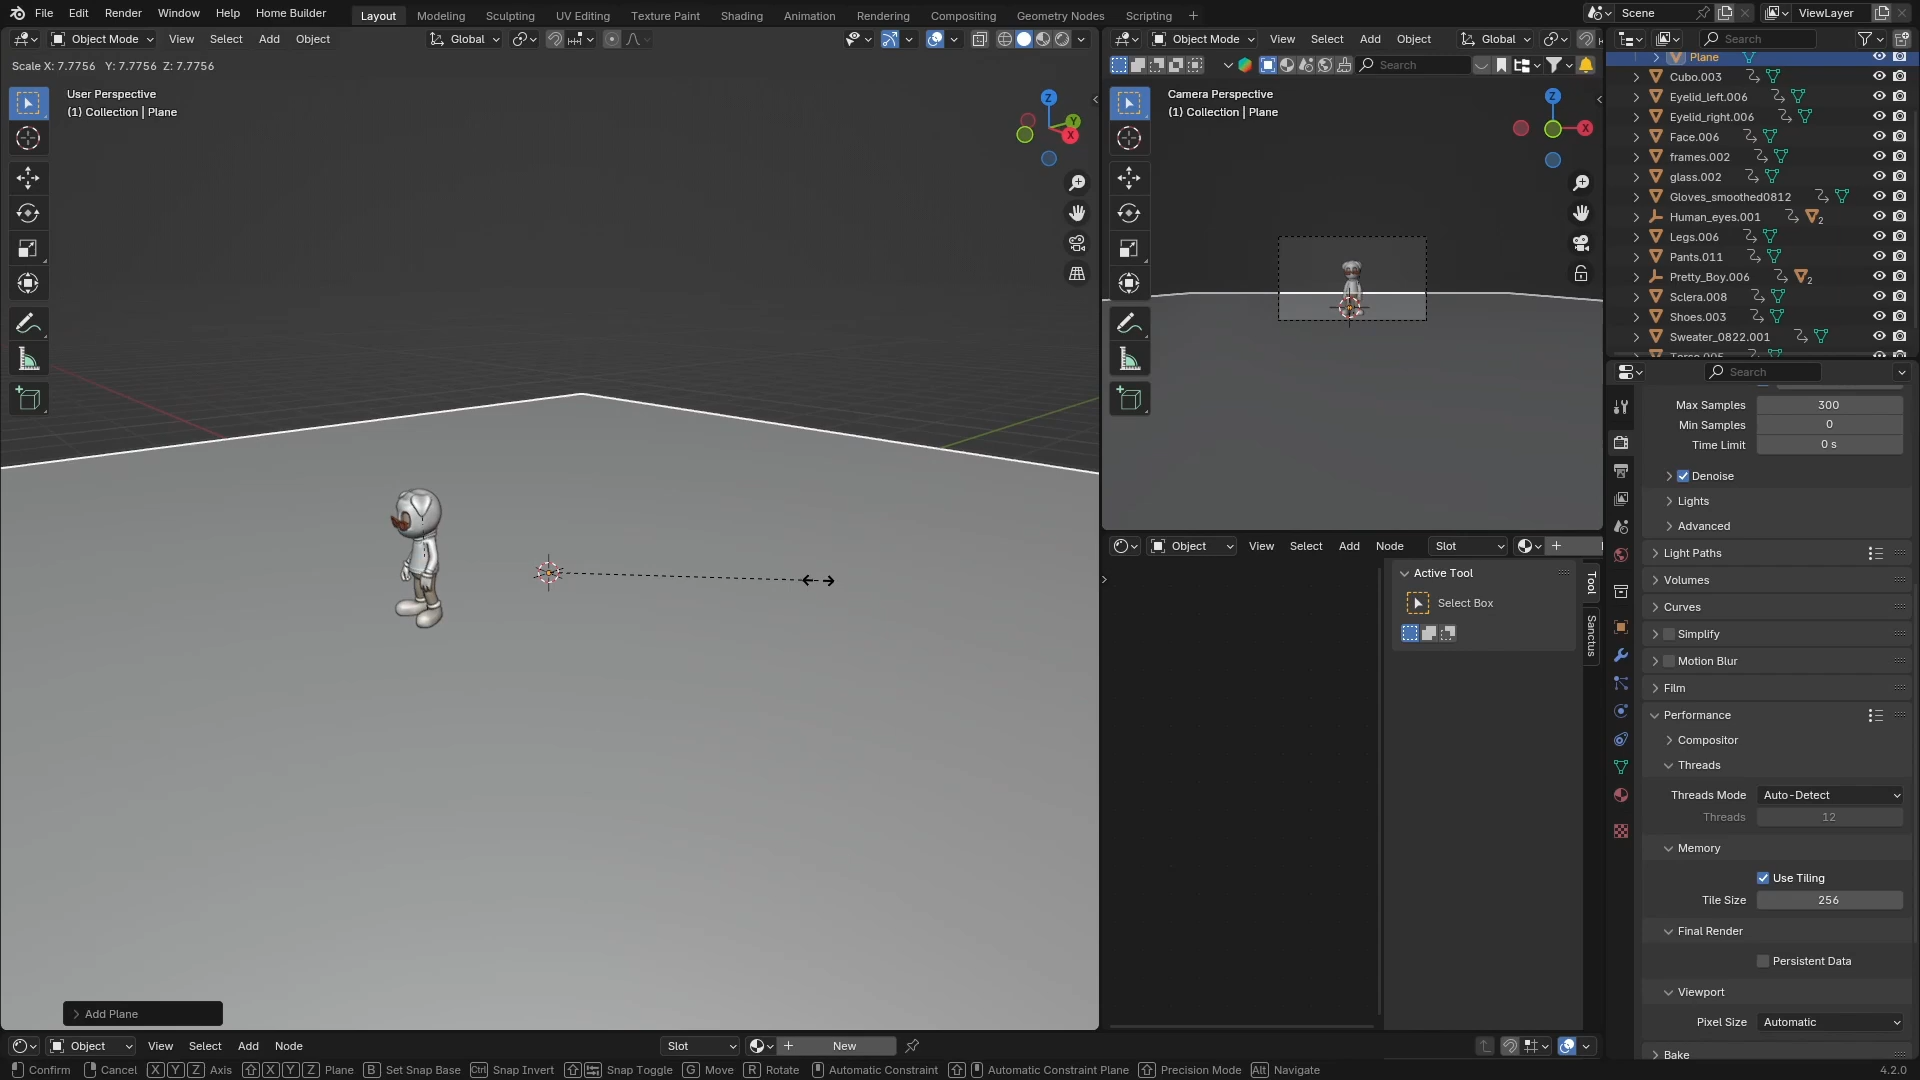 File Edit Render Window Help Home Builder Layout Modeling Sculpting UV Editing Texture Paint Shading Animation Rendering Compositing Geometry Nodes Scripting Scene ViewLayer
Object Mode View Select Add Object Global
Scale X: 7.7756 Y: 7.7756 Z: 7.7756
User Perspective
(1) Collection | Plane
Z
Y
X
Add Plane
Object Mode View Select Add Object Global
Search
Camera Perspective
(1) Collection | Plane
Z
X
Object View Select Add Node Slot
Active Tool
Select Box
Tool
Sanctus
Search
Plane
Cubo.003
Eyelid_left.006
Eyelid_right.006
Face.006
frames.002
glass.002
Gloves_smoothed0812
Human_eyes.001 2
Legs.006
Pants.011
Pretty_Boy.006 2
Sclera.008
Shoes.003
Sweater_0822.001
Search
Max Samples 300
Min Samples 0
Time Limit 0 s
Denoise
Lights
Advanced
Light Paths
Volumes
Curves
Simplify
Motion Blur
Film
Performance
Compositor
Threads
Threads Mode Auto-Detect
Threads 12
Memory
Use Tiling
Tile Size 256
Final Render
Persistent Data
Viewport
Pixel Size Automatic
Bake
Object View Select Add Node Slot New
Confirm Cancel X Y Z Axis X Y Z Plane B Set Snap Base Ctrl Snap Invert Snap Toggle G Move R Rotate Automatic Constraint Automatic Constraint Plane Precision Mode Alt Navigate 4.2.0